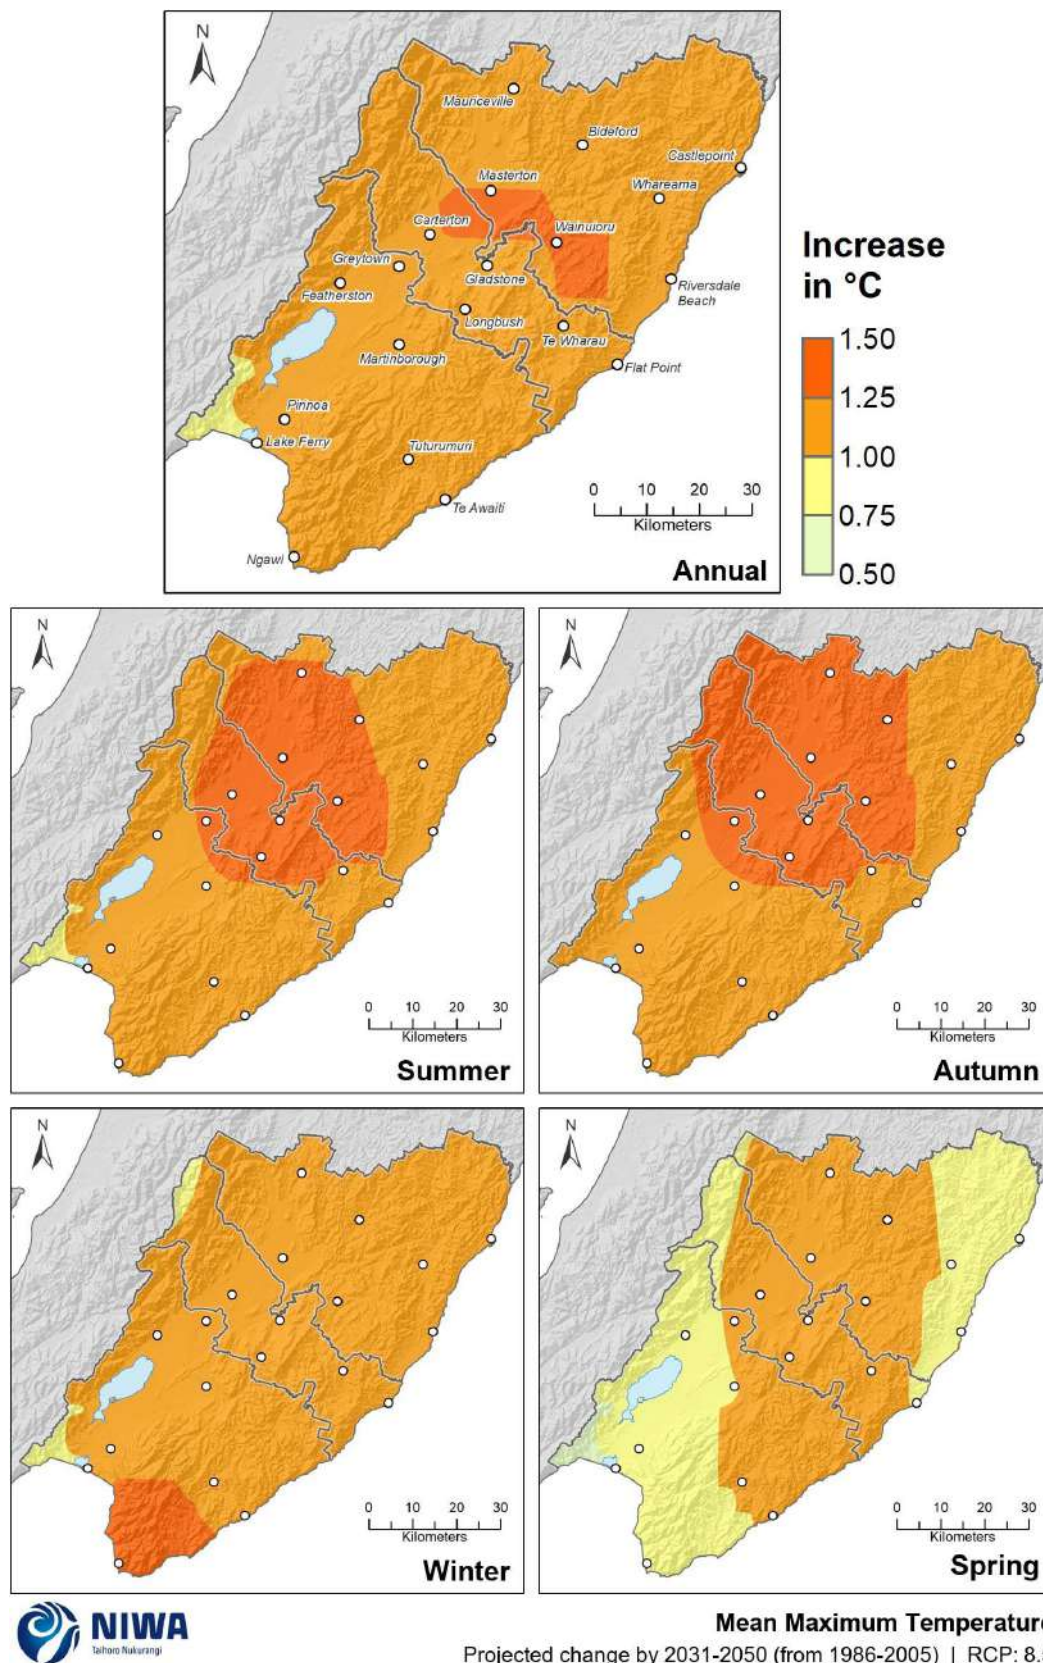 N
Mauriceville
Bideford
Castlepoint
Masterton
Whareama
Carterton
Wainuioru
Greytown
Gladstone
Featherston
Riversdale
Beach
Longbush
Te Wharau
Martinborough
Flat Point
Pirinoa
Lake Ferry
Tuturumuri
Te Awaiti
Ngawi
0 10 20 30
Kilometers
Annual
Increase
in °C
1.50
1.25
1.00
0.75
0.50
N
0 10 20 30
Kilometers
Summer
N
0 10 20 30
Kilometers
Autumn
N
0 10 20 30
Kilometers
Winter
N
0 10 20 30
Kilometers
Spring
NIWA
Taihoro Nukurangi
Mean Maximum Temperature
Projected change by 2031-2050 (from 1986-2005) | RCP: 8.5